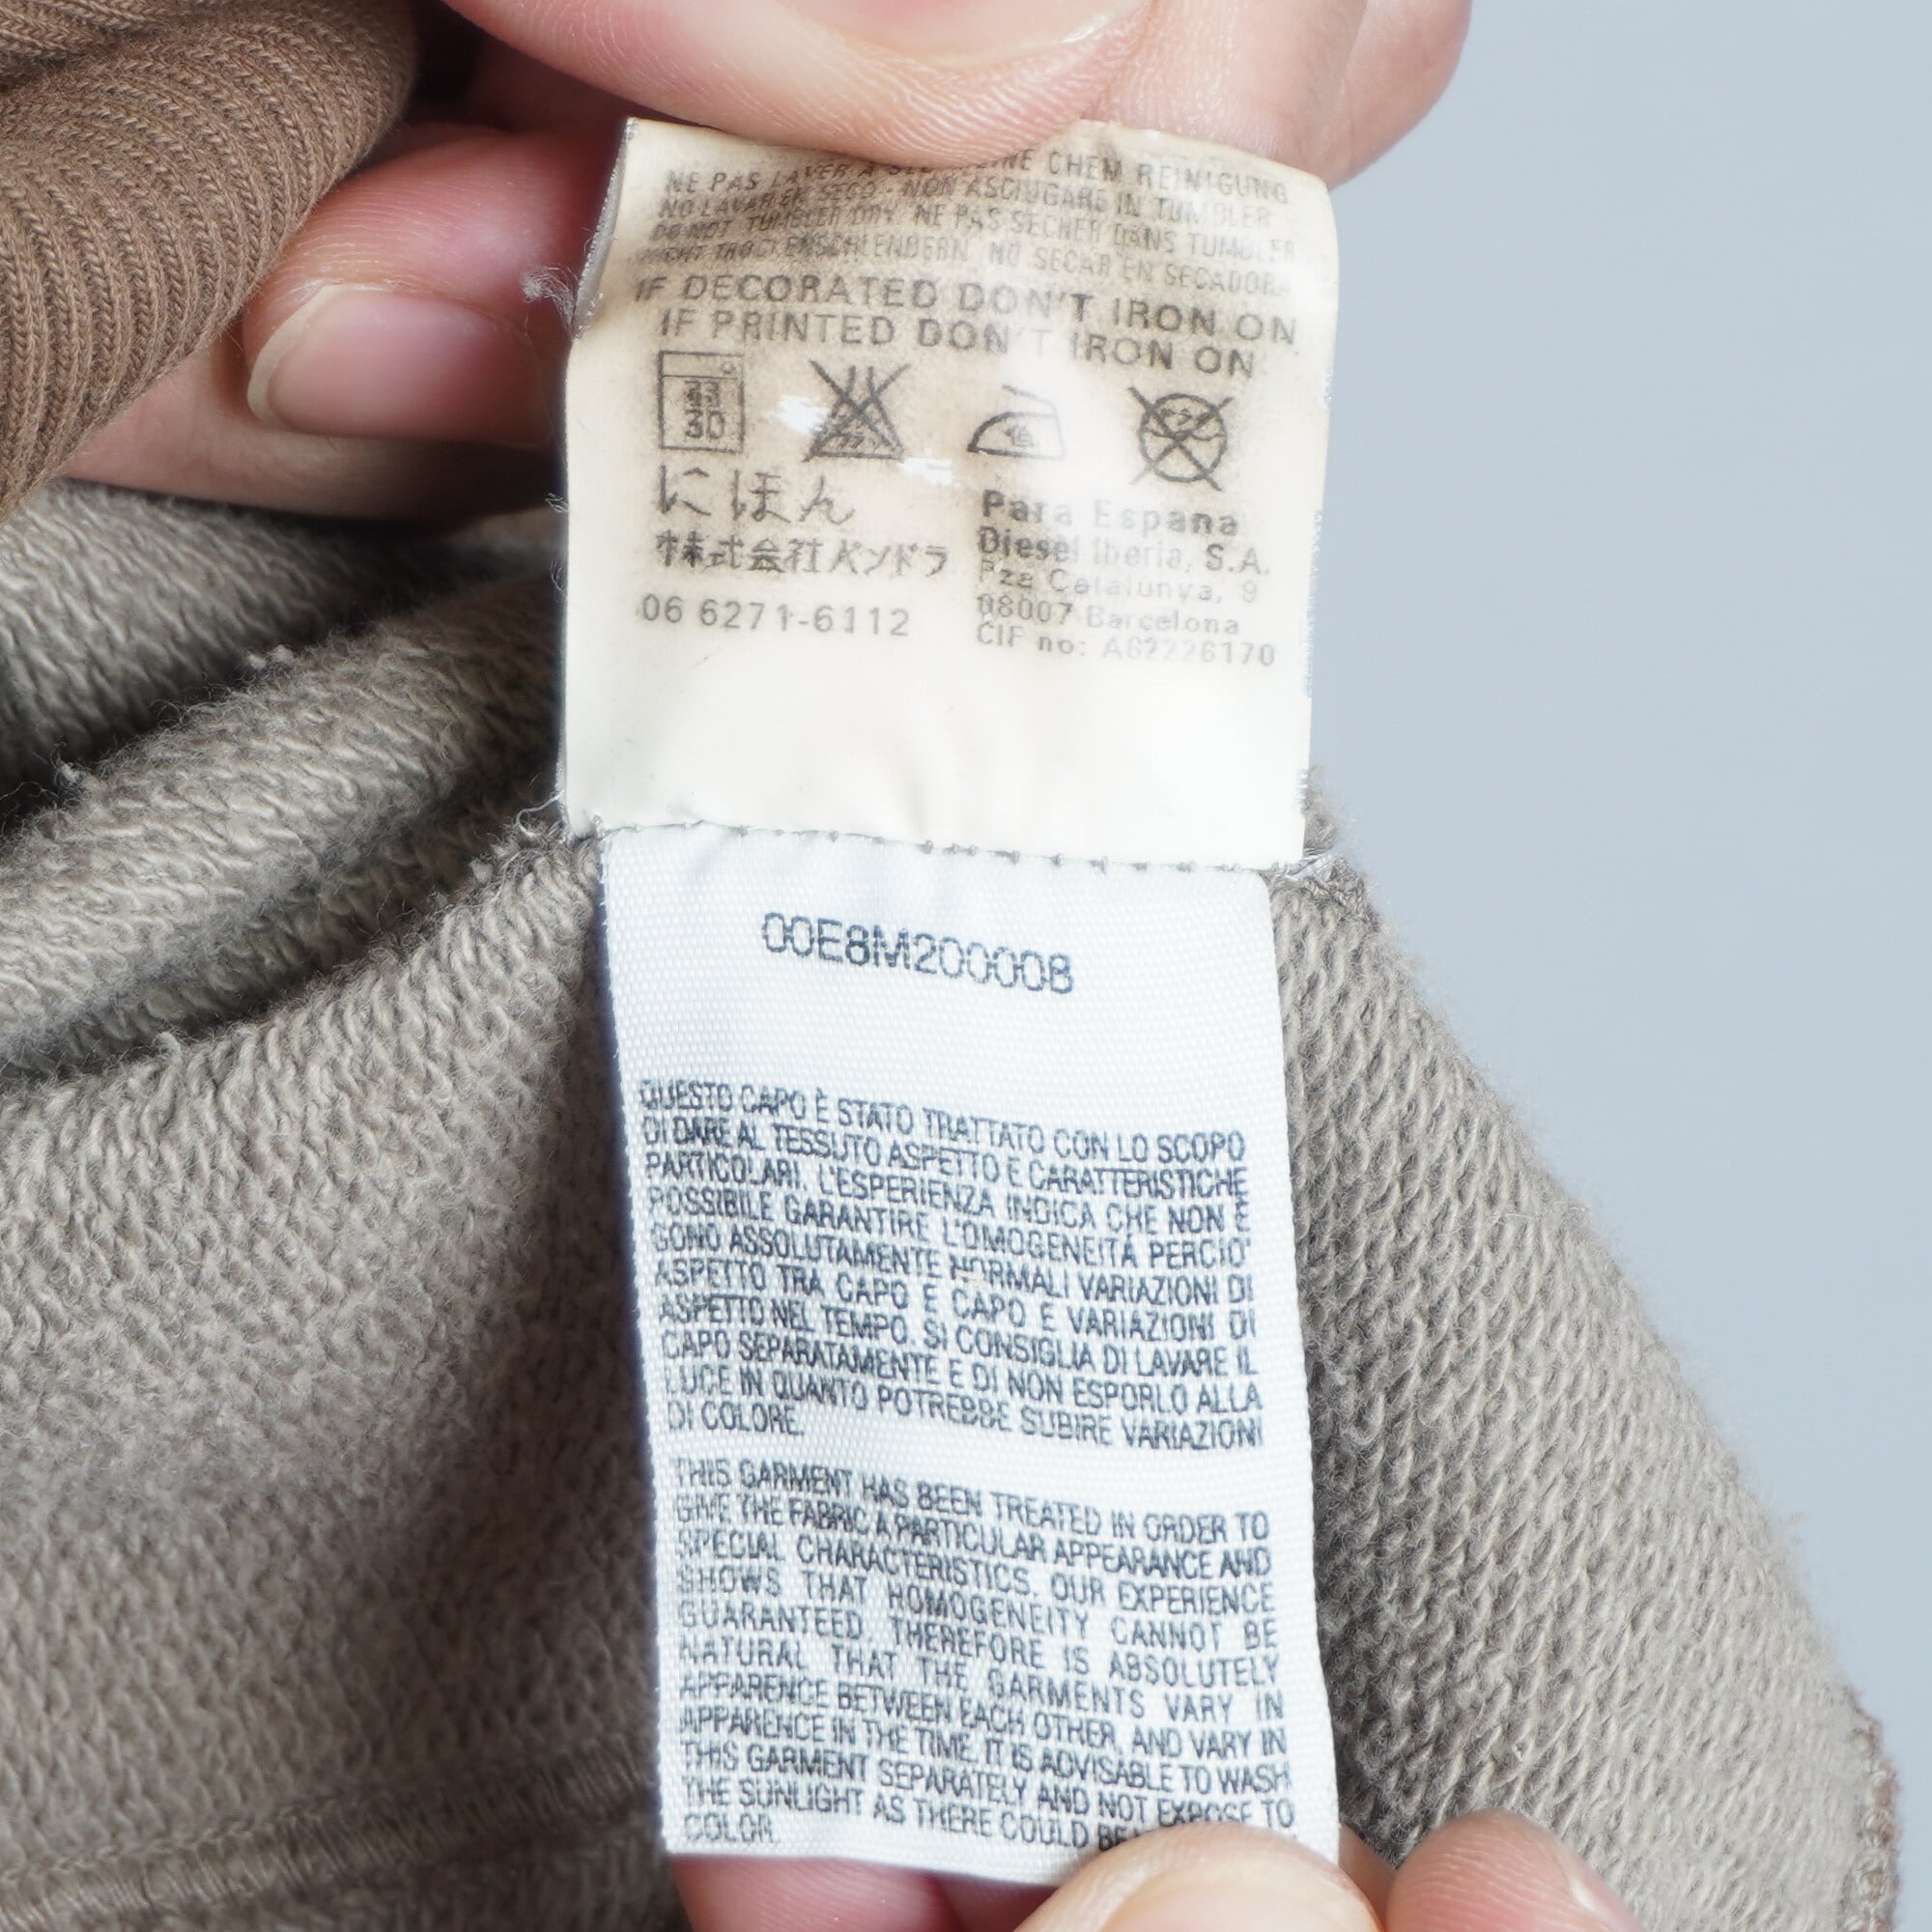 NE PAS LAVER À CHEM REINIGUNG
NO LAVAR EN SECO - NON ASCIUGARE IN TUMBLER
DO NOT TUMBLER DRY. NE PAS SÈCHER DANS TUMBLER
NICHT TROCKENSCHLENDERN. NO SECAR EN SECADORA
IF DECORATED DON'T IRON ON
IF PRINTED DON'T IRON ON
30
にほん
株式会社パンドラ
06 6271-6112
Para Espana
Diesel Iberia, S.A.
Pza Catalunya, 9
08007 Barcelona
CIF no: A62226170
00E8M200008
QUESTO CAPO È STATO TRATTATO CON LO SCOPO
DI DARE AL TESSUTO ASPETTO E CARATTERISTICHE
PARTICOLARI. L'ESPERIENZA INDICA CHE NON È
POSSIBILE GARANTIRE L'OMOGENEITÀ PERCIO'
SONO ASSOLUTAMENTE NORMALI VARIAZIONI DI
ASPETTO TRA CAPO E CAPO E VARIAZIONI DI
ASPETTO NEL TEMPO. SI CONSIGLIA DI LAVARE IL
CAPO SEPARATAMENTE E DI NON ESPORLO ALLA
LUCE IN QUANTO POTREBBE SUBIRE VARIAZIONI
DI COLORE.
THIS GARMENT HAS BEEN TREATED IN ORDER TO
GIVE THE FABRIC A PARTICULAR APPEARANCE AND
SPECIAL CHARACTERISTICS. OUR EXPERIENCE
SHOWS THAT HOMOGENEITY CANNOT BE
GUARANTEED THEREFORE IS ABSOLUTELY
NATURAL THAT THE GARMENTS VARY IN
APPARENCE BETWEEN EACH OTHER, AND VARY IN
APPARENCE IN THE TIME. IT IS ADVISABLE TO WASH
THIS GARMENT SEPARATELY AND NOT EXPOSE TO
THE SUNLIGHT AS THERE COULD BE
COLOR.